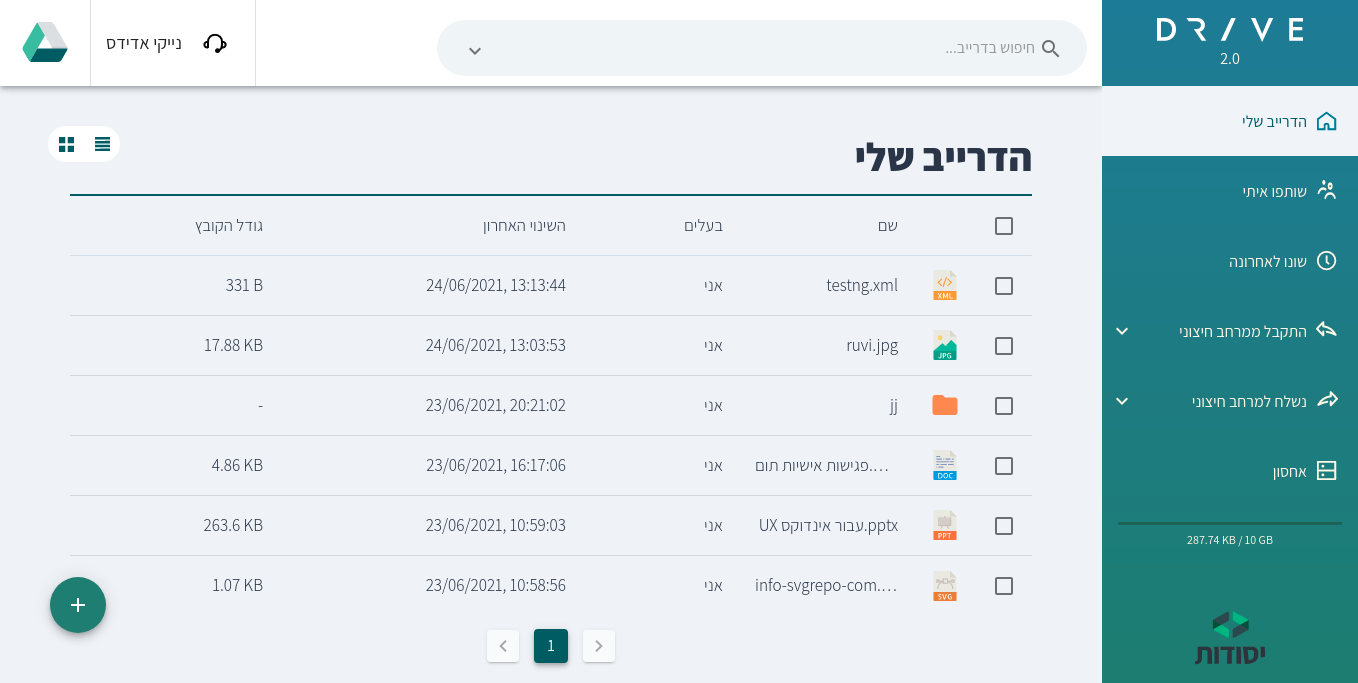 DR/VE
2.0
חיפוש בדרייב...
נייקי אדידס
הדרייב שלי
שותפו איתי
שונו לאחרונה
התקבל ממרחב חיצוני
נשלח למרחב חיצוני
אחסון
287.74 KB / 10 GB
יסודות
הדרייב שלי
שם בעלים השינוי האחרון גודל הקובץ
XML testng.xml אני 24/06/2021, 13:13:44 331 B
JPG ruvi.jpg אני 24/06/2021, 13:03:53 17.88 KB
jj אני 23/06/2021, 20:21:02 -
DOC פגישות אישיות תום.… אני 23/06/2021, 16:17:06 4.86 KB
PPT עבור אינדוקס UX.pptx אני 23/06/2021, 10:59:03 263.6 KB
SVG info-svgrepo-com.… אני 23/06/2021, 10:58:56 1.07 KB
1